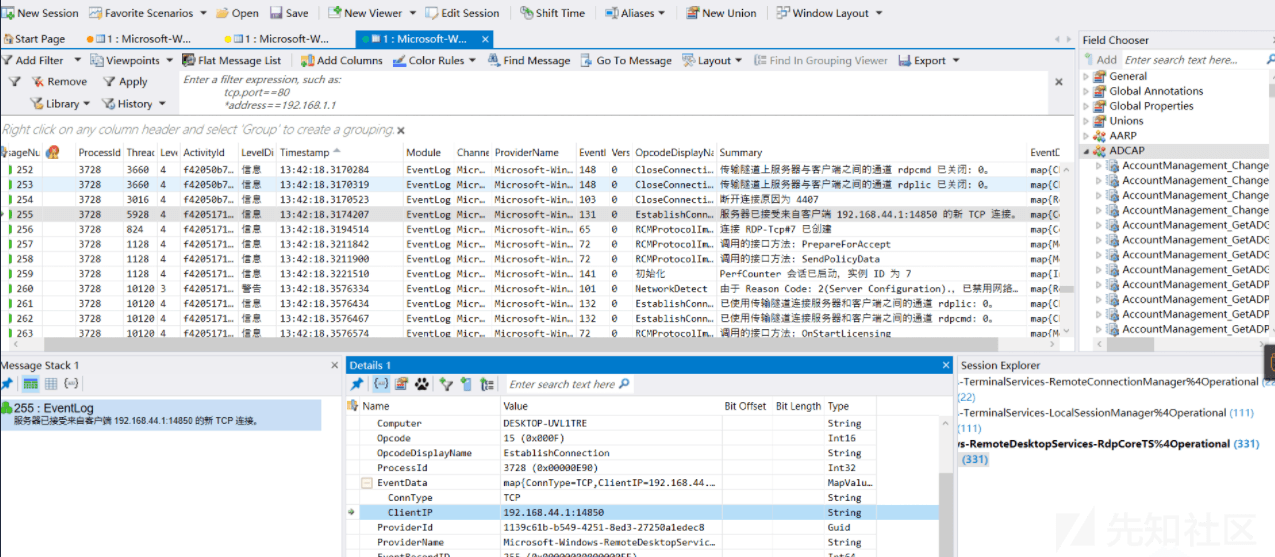 New Session Favorite Scenarios Open Save New Viewer Edit Session Shift Time Aliases New Union Window Layout
Start Page 1 : Microsoft-W... 1 : Microsoft-W... 1 : Microsoft-W... ×
Add Filter Viewpoints Flat Message List Add Columns Color Rules Find Message Go To Message Layout Find In Grouping Viewer Export
Remove Apply
Library History
Enter a filter expression, such as:
tcp.port==80
*address==192.168.1.1
Right click on any column header and select 'Group' to create a grouping.
sageNu ProcessId Thread Leve ActivityId LevelDi Timestamp Module Channe ProviderName EventI Vers OpcodeDisplayNa Summary EventD
252 3728 3660 4 f42050b7... 信息 13:42:18.3170284 EventLog Micr... Microsoft-Win... 148 0 CloseConnecti... 传输隧道上服务器与客户端之间的通道 rdpcmd 已关闭: 0。 map{Cl
253 3728 3660 4 f42050b7... 信息 13:42:18.3170319 EventLog Micr... Microsoft-Win... 148 0 CloseConnecti... 传输隧道上服务器与客户端之间的通道 rdplic 已关闭: 0。 map{Cl
254 3728 3016 4 f42050b7... 信息 13:42:18.3170523 EventLog Micr... Microsoft-Win... 103 0 CloseConnecti... 断开连接原因为 4407 map{Re
255 3728 5928 4 f4205171... 信息 13:42:18.3174207 EventLog Micr... Microsoft-Win... 131 0 EstablishConn... 服务器已接受来自客户端 192.168.44.1:14850 的新 TCP 连接。 map{Co
256 3728 824 4 f4205171... 信息 13:42:18.3194514 EventLog Micr... Microsoft-Win... 65 0 RCMProtocolIm... 连接 RDP-Tcp#7 已创建 map{Co
257 3728 1128 4 f4205171... 信息 13:42:18.3211842 EventLog Micr... Microsoft-Win... 72 0 RCMProtocolIm... 调用的接口方法: PrepareForAccept map{Me
258 3728 1128 4 f4205171... 信息 13:42:18.3211900 EventLog Micr... Microsoft-Win... 72 0 RCMProtocolIm... 调用的接口方法: SendPolicyData map{Me
259 3728 1128 4 f4205171... 信息 13:42:18.3221510 EventLog Micr... Microsoft-Win... 141 0 初始化 PerfCounter 会话已启动, 实例 ID 为 7 map{In
260 3728 10120 3 f4205171... 警告 13:42:18.3576334 EventLog Micr... Microsoft-Win... 101 0 NetworkDetect 由于 Reason Code: 2(Server Configuration)., 已禁用网络... map{Re
261 3728 10120 4 f4205171... 信息 13:42:18.3576434 EventLog Micr... Microsoft-Win... 132 0 EstablishConn... 已使用传输隧道连接服务器和客户端之间的通道 rdplic: 0。 map{Cl
262 3728 10120 4 f4205171... 信息 13:42:18.3576467 EventLog Micr... Microsoft-Win... 132 0 EstablishConn... 已使用传输隧道连接服务器和客户端之间的通道 rdpcmd: 0。 map{Cl
263 3728 10120 4 f4205171... 信息 13:42:18.3576574 EventLog Micr... Microsoft-Win... 72 0 RCMProtocolIm... 调用的接口方法: OnStartLicensing map{Me
Field Chooser
Add Enter search text here...
General
Global Annotations
Global Properties
Unions
AARP
ADCAP
AccountManagement_Change
AccountManagement_Change
AccountManagement_Change
AccountManagement_Change
AccountManagement_GetADG
AccountManagement_GetADG
AccountManagement_GetADG
AccountManagement_GetADG
AccountManagement_GetADP
AccountManagement_GetADP
AccountManagement_GetADP
AccountManagement_GetADP
Message Stack 1
255 : EventLog
服务器已接受来自客户端 192.168.44.1:14850 的新 TCP 连接。
Details 1
Enter search text here
Name Value Bit Offset Bit Length Type
Computer DESKTOP-UVL1TRE String
Opcode 15 (0x000F) Int16
OpcodeDisplayName EstablishConnection String
ProcessId 3728 (0x00000E90) Int32
EventData map{ConnType=TCP,ClientIP=192.168.44... MapValu...
ConnType TCP String
ClientIP 192.168.44.1:14850 String
ProviderId 1139c61b-b549-4251-8ed3-27250a1edec8 Guid
ProviderName Microsoft-Windows-RemoteDesktopServic... String
EventRecordID Int64
Session Explorer
s-TerminalServices-RemoteConnectionManager%4Operational (22
(22)
s-TerminalServices-LocalSessionManager%4Operational (111)
(111)
vs-RemoteDesktopServices-RdpCoreTS%4Operational (331)
(331)
先知社区